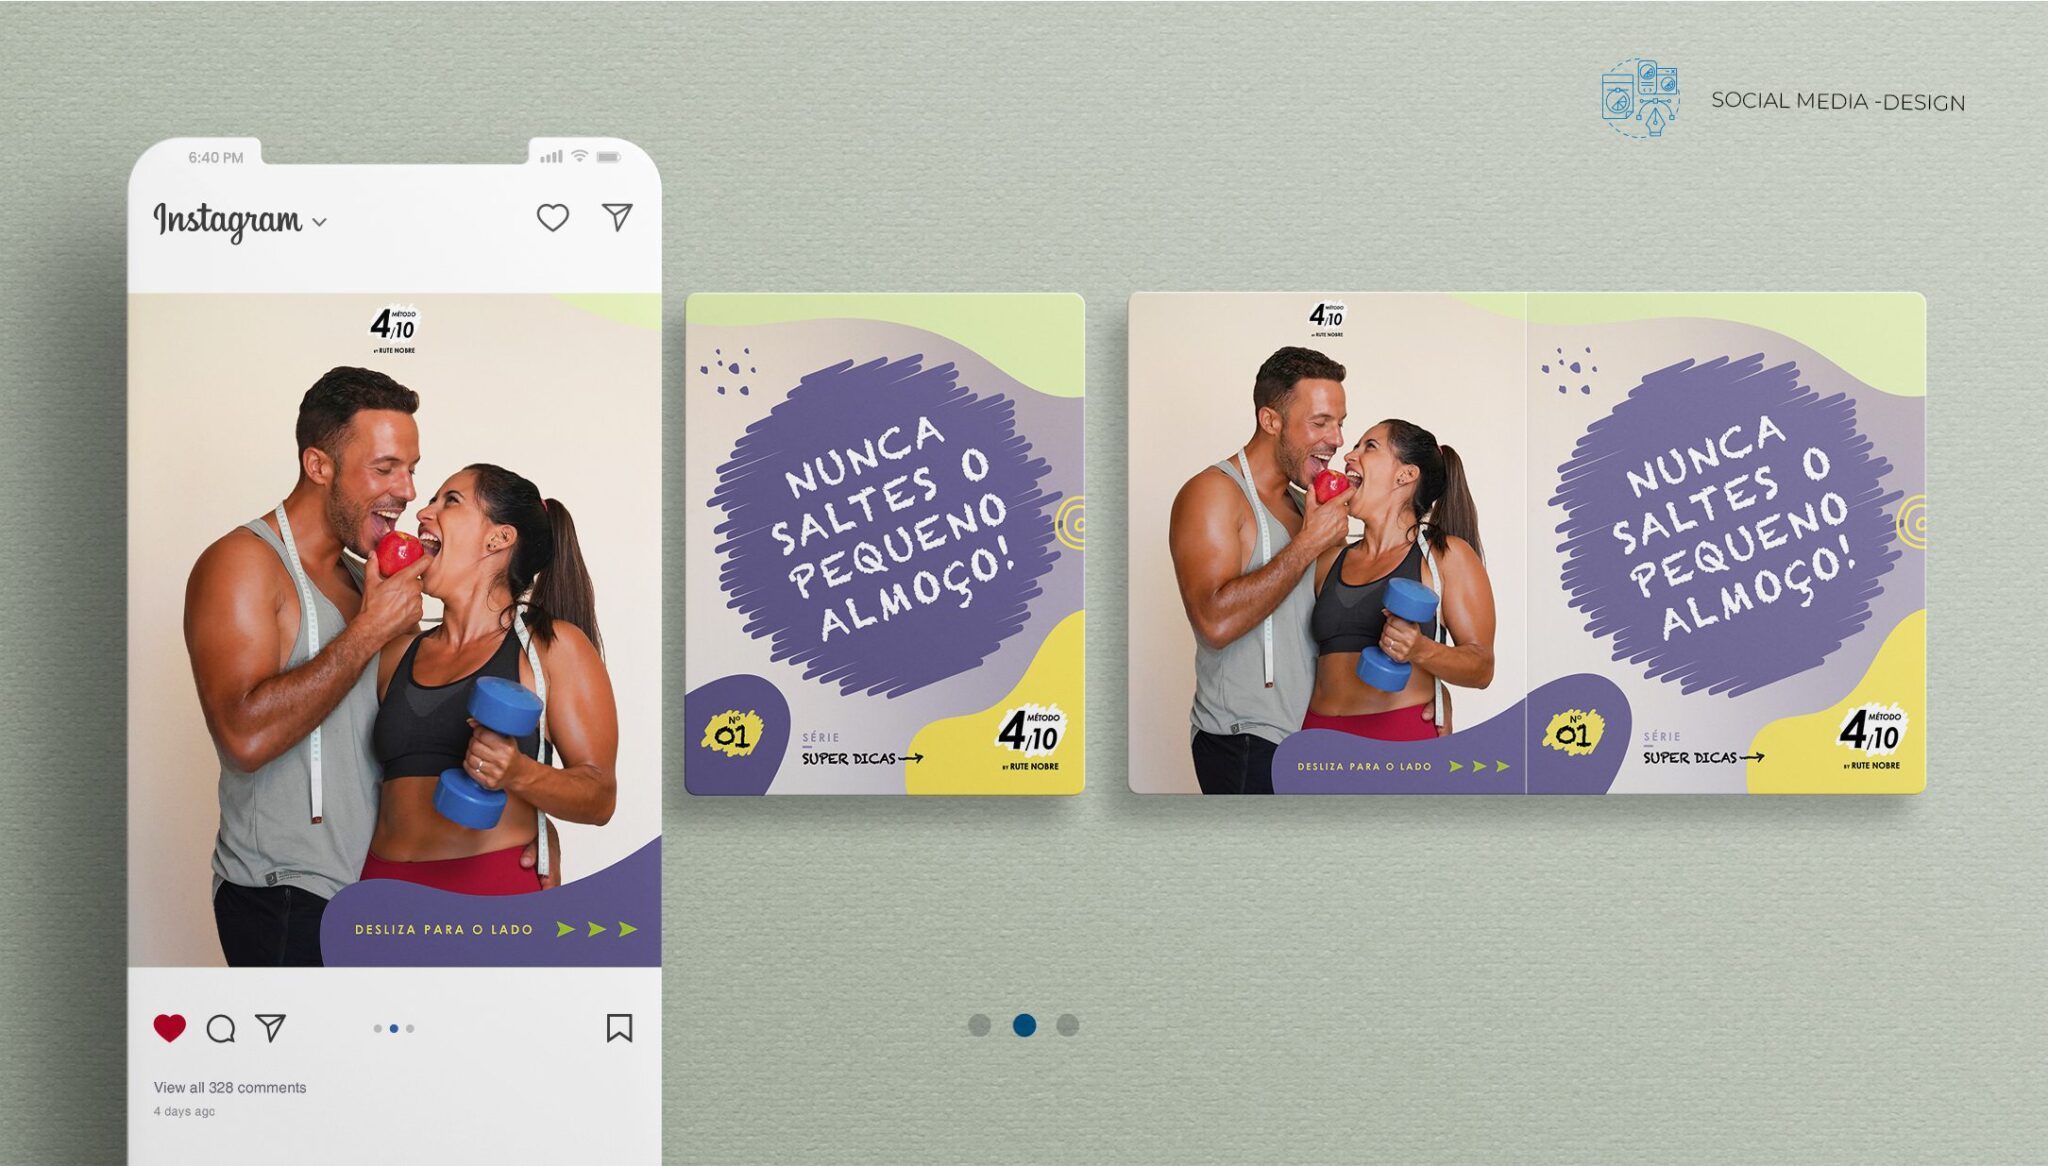 SOCIAL MEDIA -DESIGN
6:40 PM
Instagram
4/10 MÉTODO
BY RUTE NOBRE
DESLIZA PARA O LADO
View all 328 comments
4 days ago
NUNCA
SALTES O
PEQUENO
ALMOÇO!
Nº
01
SÉRIE
SUPER DICAS
4/10 MÉTODO
BY RUTE NOBRE
4/10 MÉTODO
BY RUTE NOBRE
DESLIZA PARA O LADO
NUNCA
SALTES O
PEQUENO
ALMOÇO!
Nº
01
SÉRIE
SUPER DICAS
4/10 MÉTODO
BY RUTE NOBRE